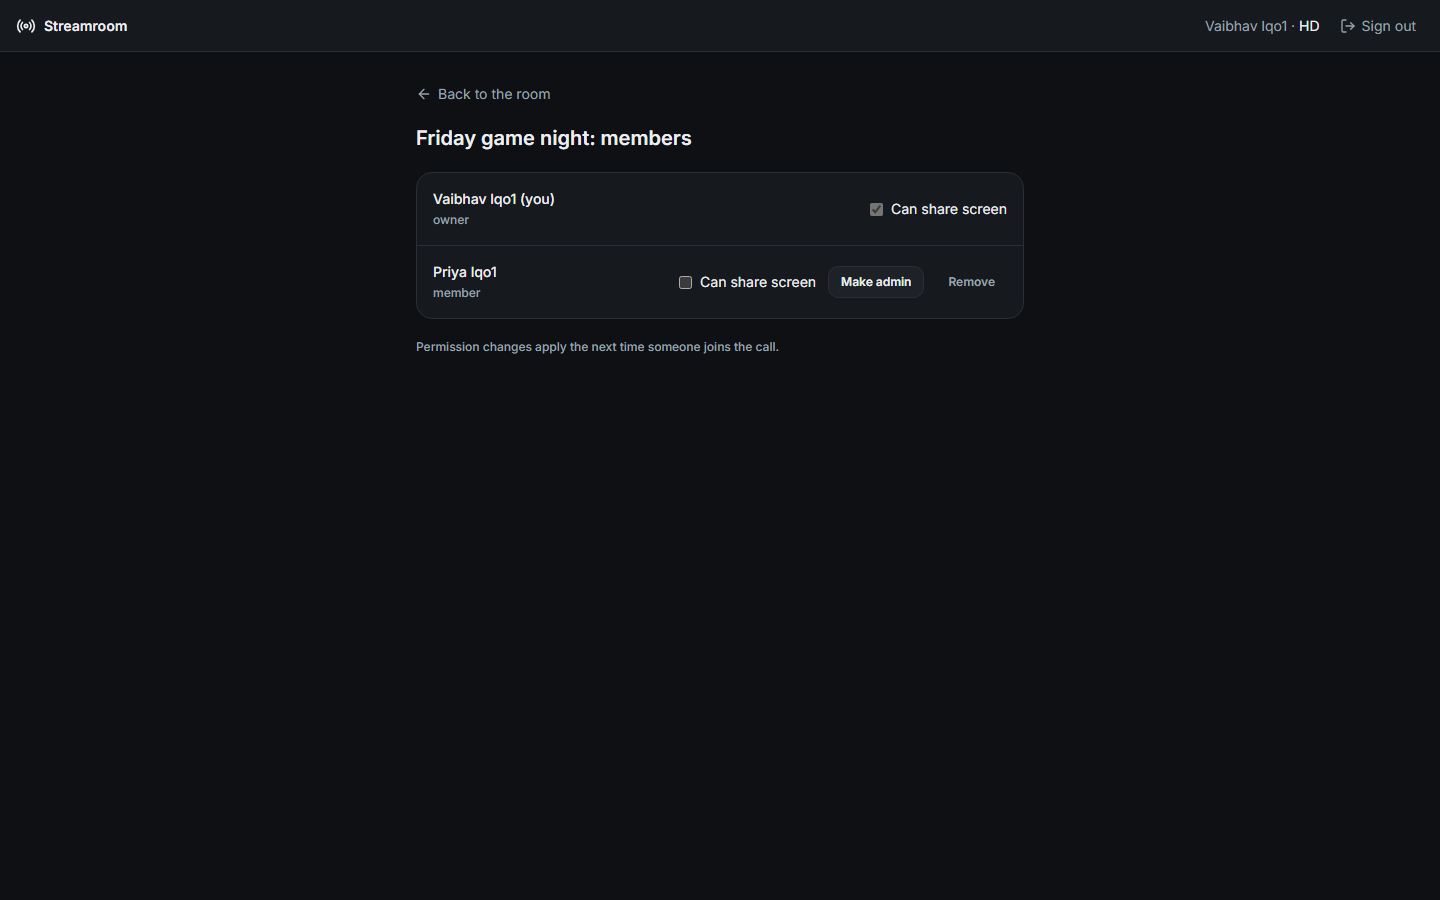 Streamroom
Vaibhav Iqo1 · HD
Sign out
Back to the room
Friday game night: members
Vaibhav Iqo1 (you)
owner
Can share screen
Priya Iqo1
member
Can share screen
Make admin
Remove
Permission changes apply the next time someone joins the call.